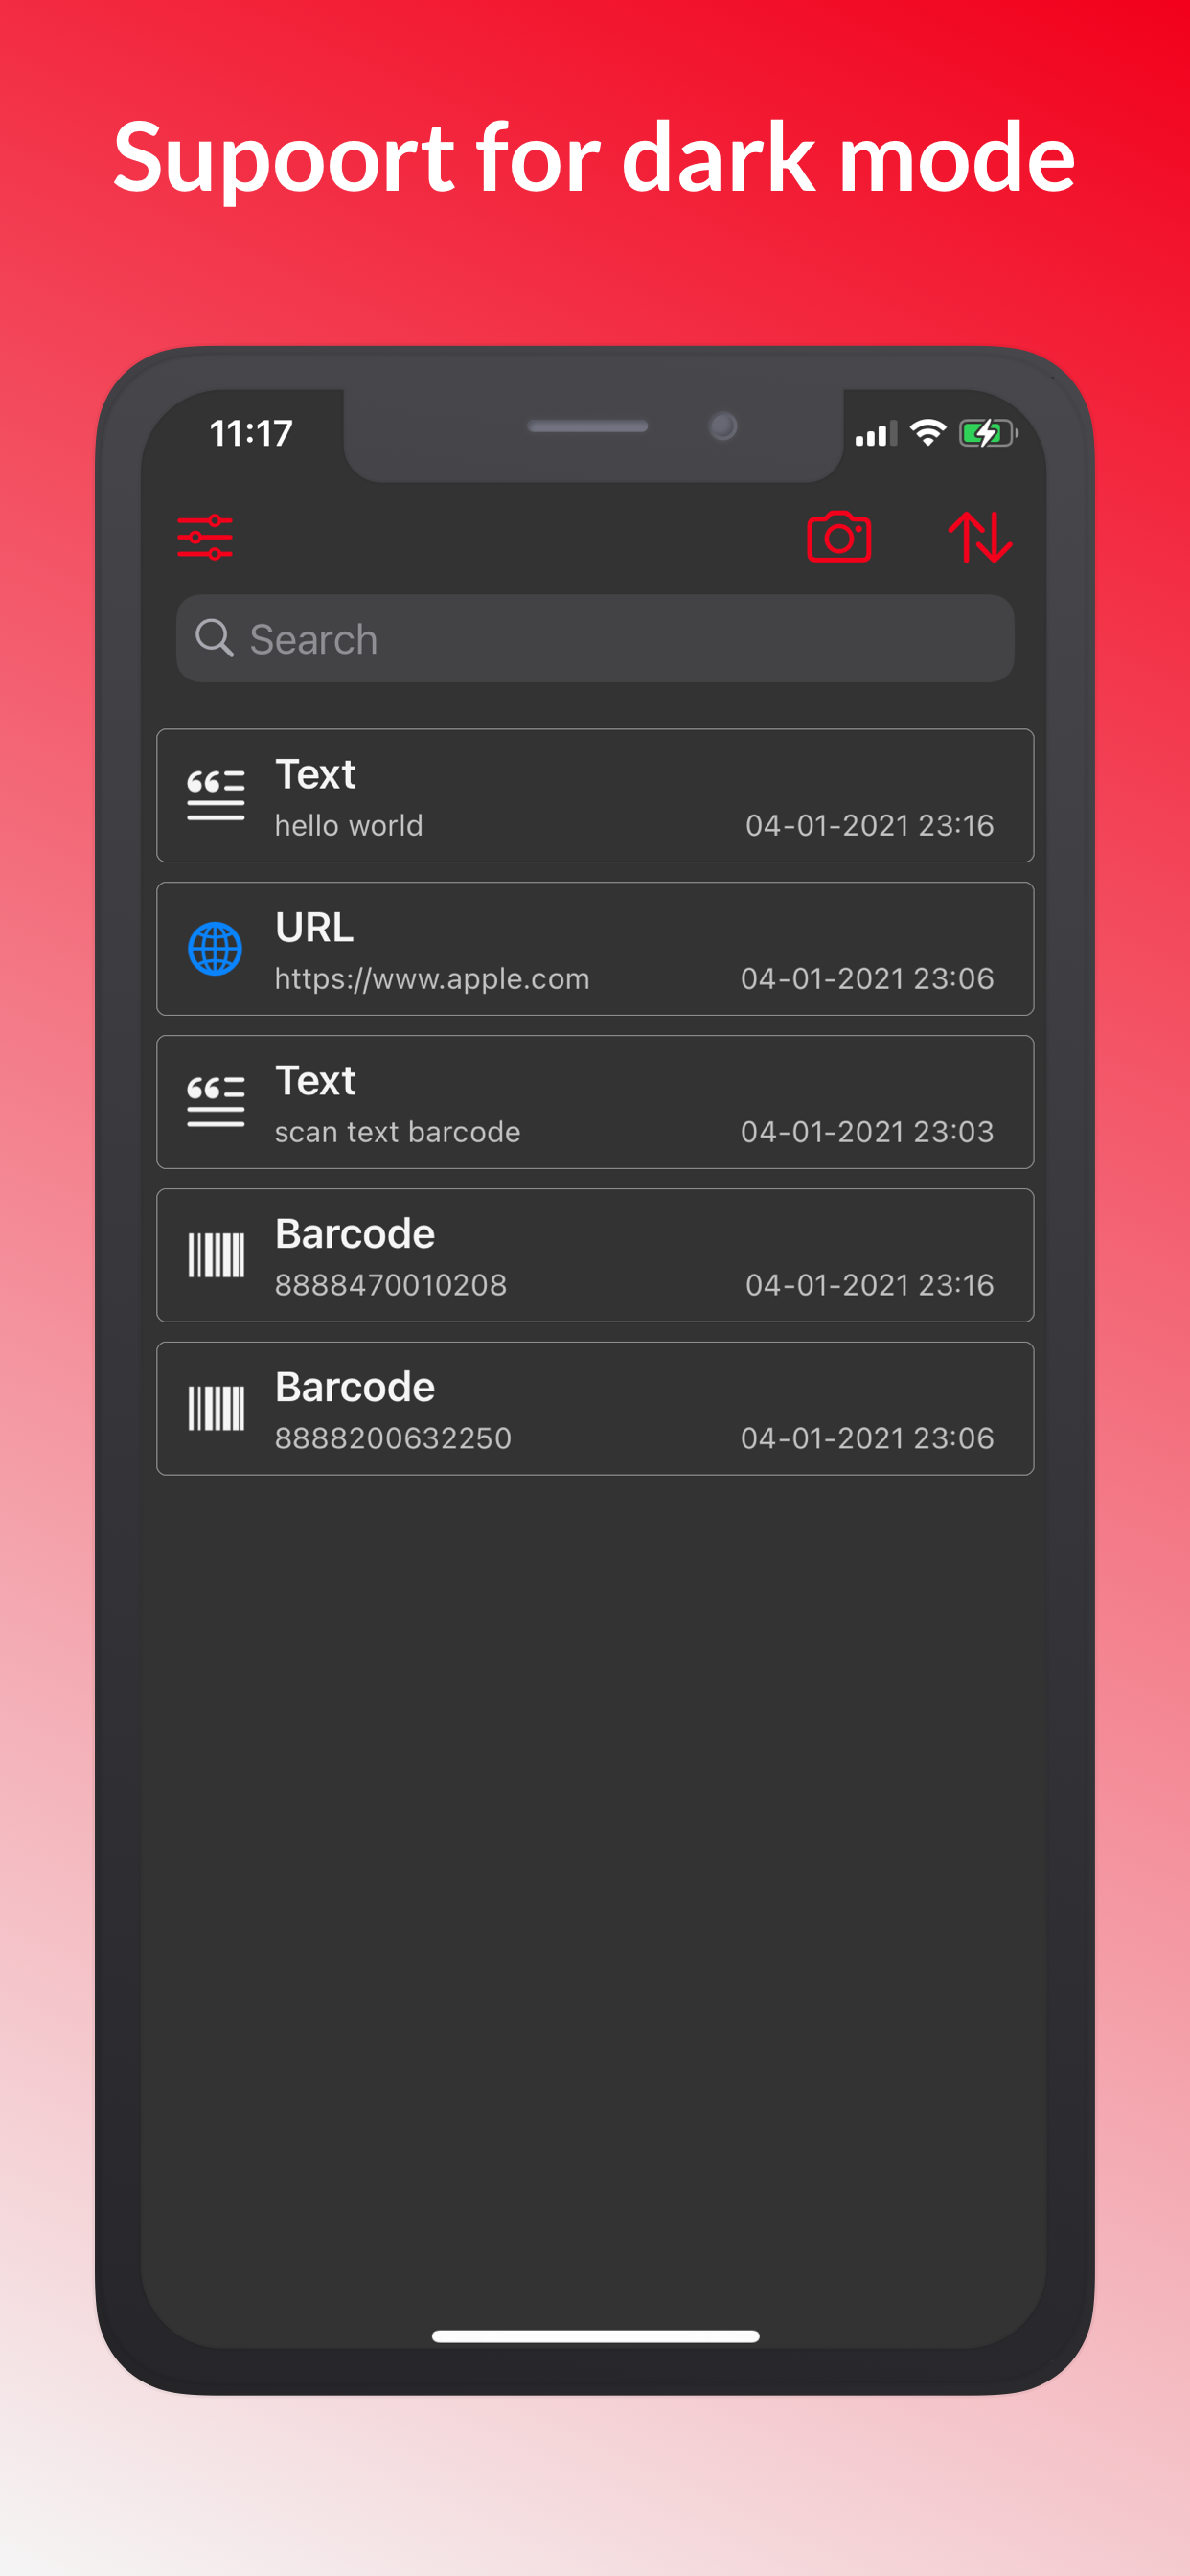 Supoort for dark mode
11:17
Search
Text
hello world 04-01-2021 23:16
URL
https://www.apple.com 04-01-2021 23:06
Text
scan text barcode 04-01-2021 23:03
Barcode
8888470010208 04-01-2021 23:16
Barcode
8888200632250 04-01-2021 23:06